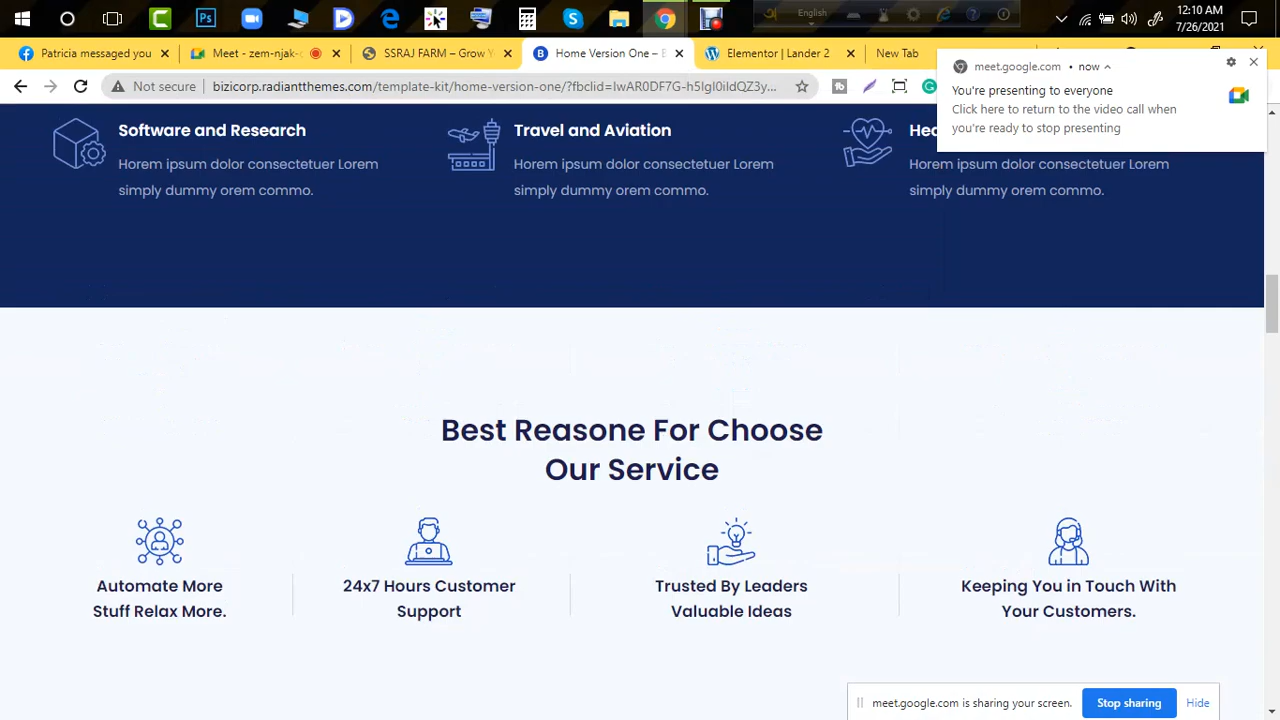 English
12:10 AM
7/26/2021
Patricia messaged you
Meet - zem-njak-
SSRAJ FARM – Grow Y
Home Version One –
Elementor | Lander 2
New Tab
Not secure
bizicorp.radiantthemes.com/template-kit/home-version-one/?fbclid=IwAR0DF7G-h5Igl0iIdQZ3y...
meet.google.com • now
You're presenting to everyone
Click here to return to the video call when
you're ready to stop presenting
Software and Research
Travel and Aviation
Hea
Horem ipsum dolor consectetuer Lorem
simply dummy orem commo.
Horem ipsum dolor consectetuer Lorem
simply dummy orem commo.
Horem ipsum dolor consectetuer Lorem
simply dummy orem commo.
Best Reasone For Choose
Our Service
Automate More
Stuff Relax More.
24x7 Hours Customer
Support
Trusted By Leaders
Valuable Ideas
Keeping You in Touch With
Your Customers.
meet.google.com is sharing your screen.
Stop sharing
Hide